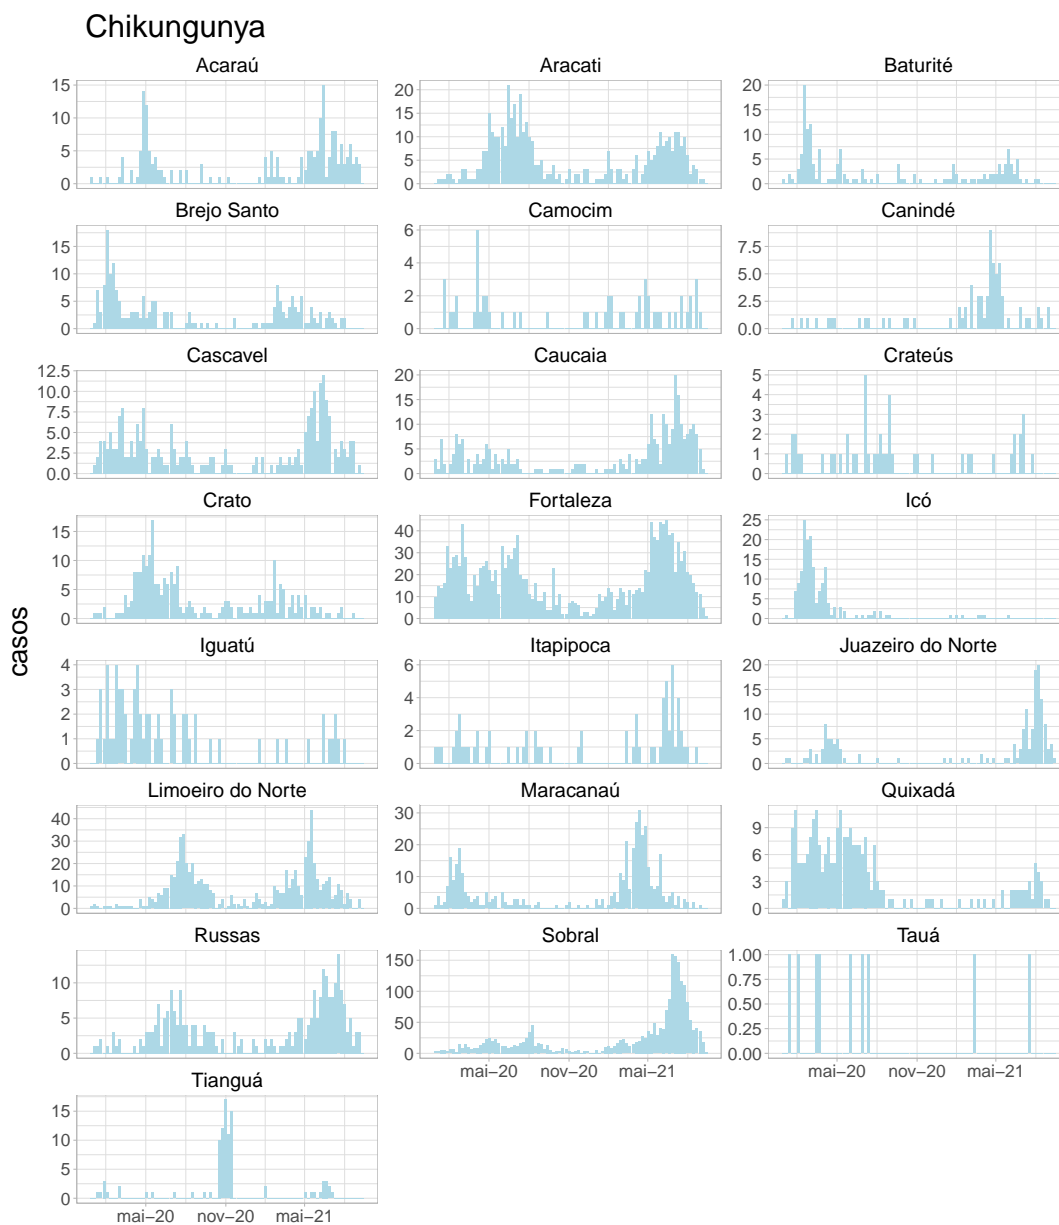 Chikungunya
Acaraú Aracati Baturité
15 10 5 0
20 15 10 5 0
20 15 10 5 0
Brejo Santo Camocim Canindé
15 10 5 0
6 4 2 0
7.5 5.0 2.5 0.0
Cascavel Caucaia Crateús
12.5 10.0 7.5 5.0 2.5 0.0
20 15 10 5 0
5 4 3 2 1 0
Crato Fortaleza Icó
15 10 5 0
40 30 20 10 0
25 20 15 10 5 0
casos
Iguatú Itapipoca Juazeiro do Norte
4 3 2 1 0
6 4 2 0
20 15 10 5 0
Limoeiro do Norte Maracanaú Quixadá
40 30 20 10 0
30 20 10 0
9 6 3 0
Russas Sobral Tauá
10 5 0
150 100 50 0
1.00 0.75 0.50 0.25 0.00
mai–20 nov–20 mai–21 mai–20 nov–20 mai–21
Tianguá
15 10 5 0
mai–20 nov–20 mai–21